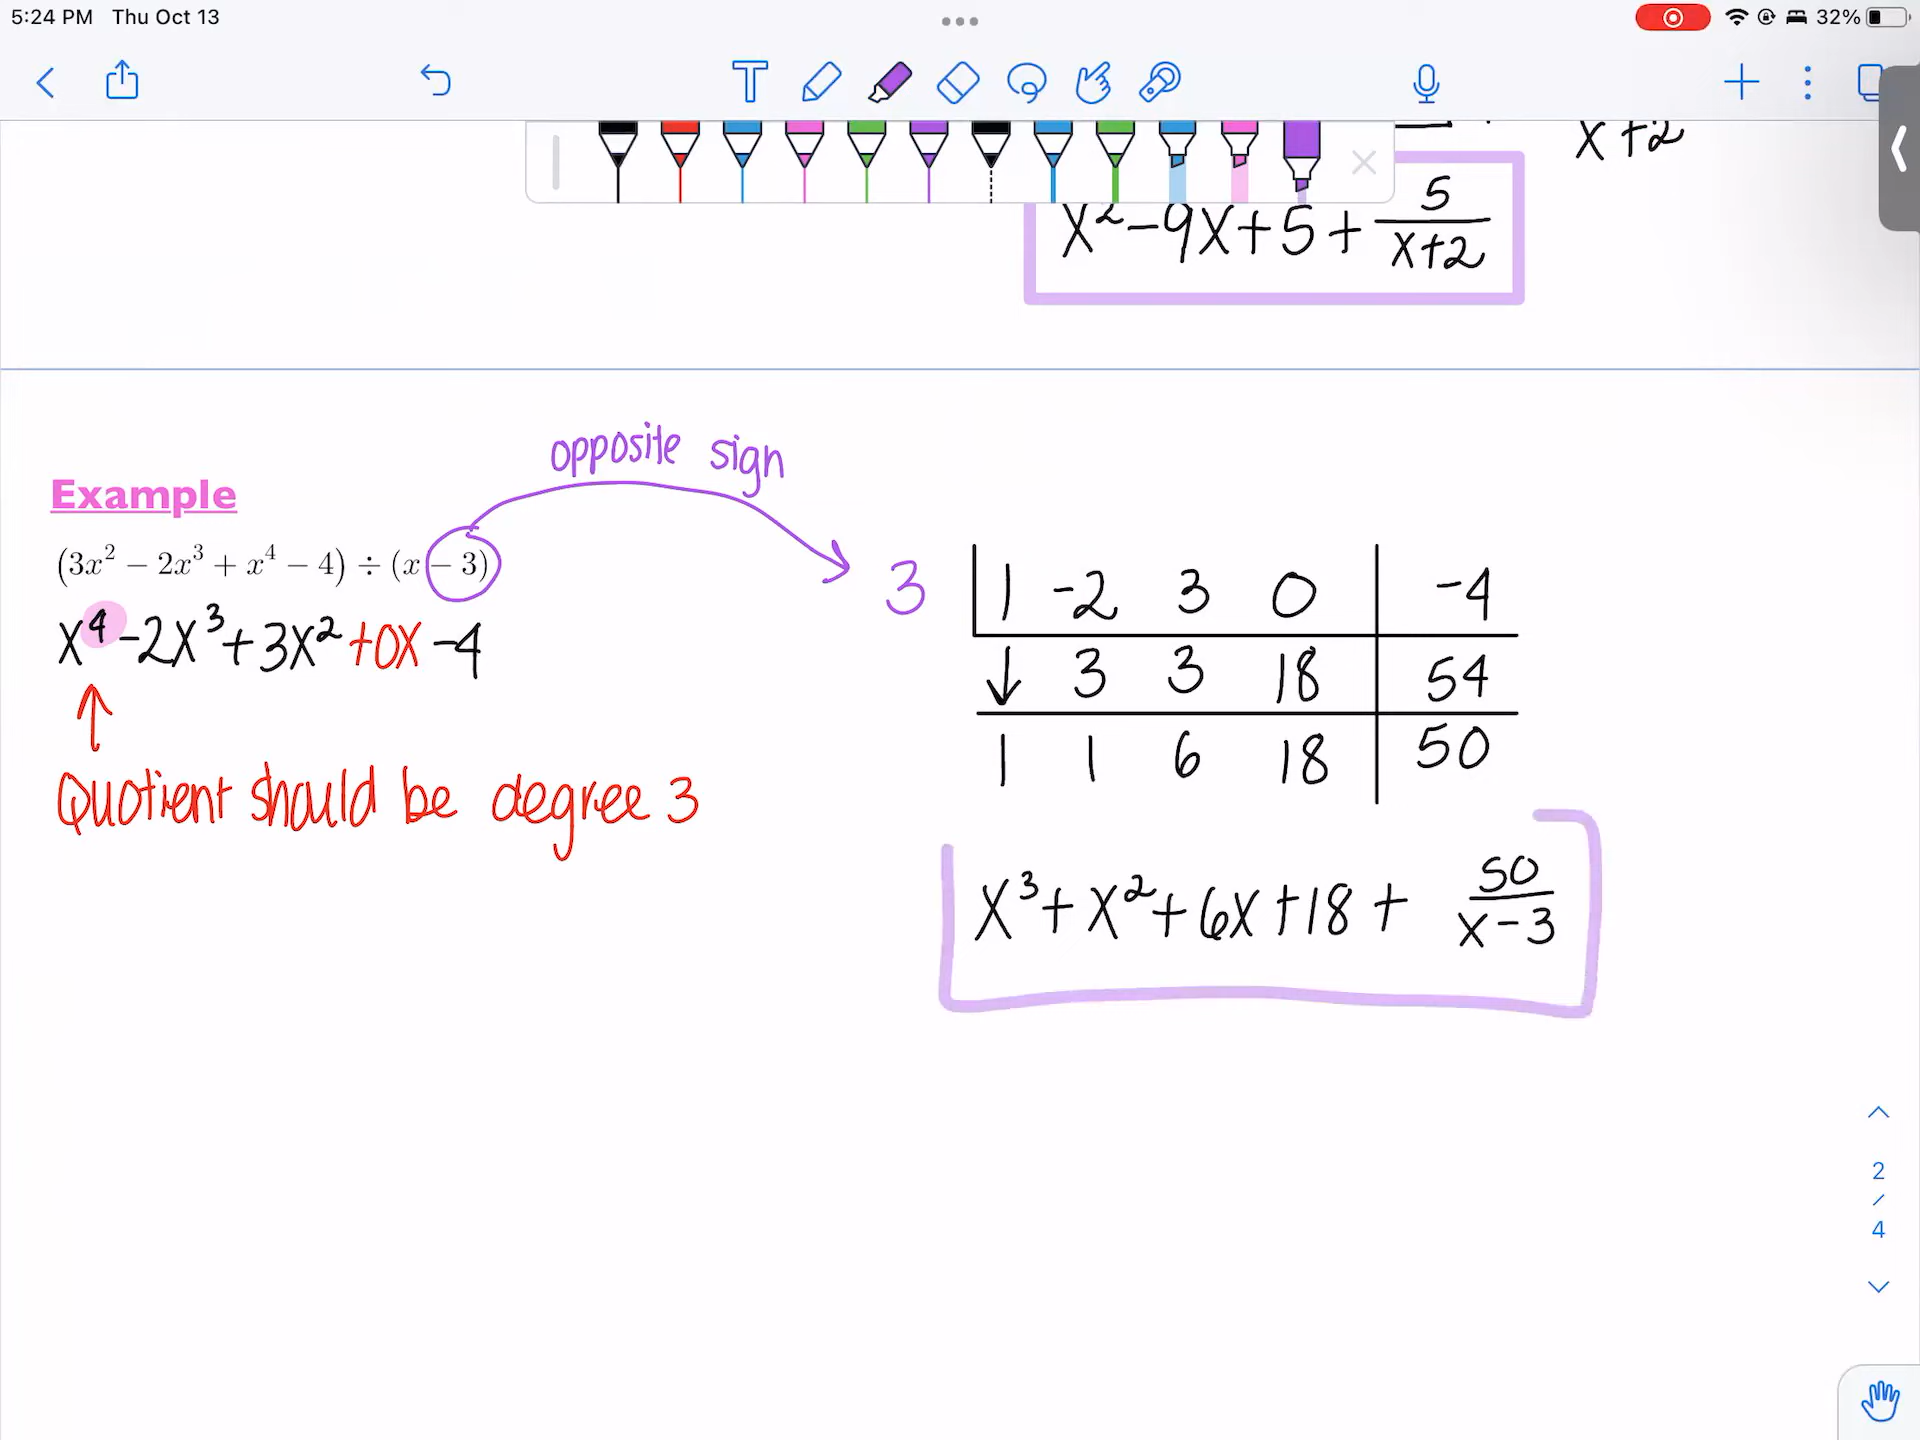 5:24 PM Thu Oct 13
32%
x+2
x²-9x+5+ 5/(x+2)
opposite sign
Example
(3x² − 2x³ + x⁴ − 4) ÷ (x − 3)
x⁴-2x³+3x²+0x-4
Quotient should be degree 3
3 1 -2 3 0 -4
↓ 3 3 18 54
1 1 6 18 50
x³+x²+6x+18+ 50/(x-3)
2
/
4